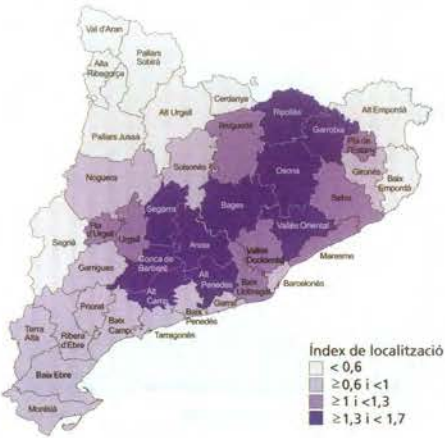 Val d'Aran
Alta
Ribagorça
Pallars
Sobirà
Cerdanya
Alt Urgell
Pallars Jussà
Berguedà
Ripollès
Garrotxa
Alt Empordà
Pla de
l'Estany
Gironès
Baix
Empordà
Solsonès
Osona
Noguera
Segarra
Bages
Selva
Vallès Oriental
Segrià
Pla
d'Urgell
Urgell
Anoia
Vallès
Occidental
Maresme
Garrigues
Conca de
Barberà
Alt
Penedès
Baix
Llobregat
Barcelonès
Alt
Camp
Garraf
Priorat
Baix
Camp
Baix
Penedès
Tarragonès
Terra
Alta
Ribera
d'Ebre
Baix Ebre
Montsià
Índex de localització
< 0,6
≥0,6 i <1
≥1 i <1,3
≥1,3 i < 1,7